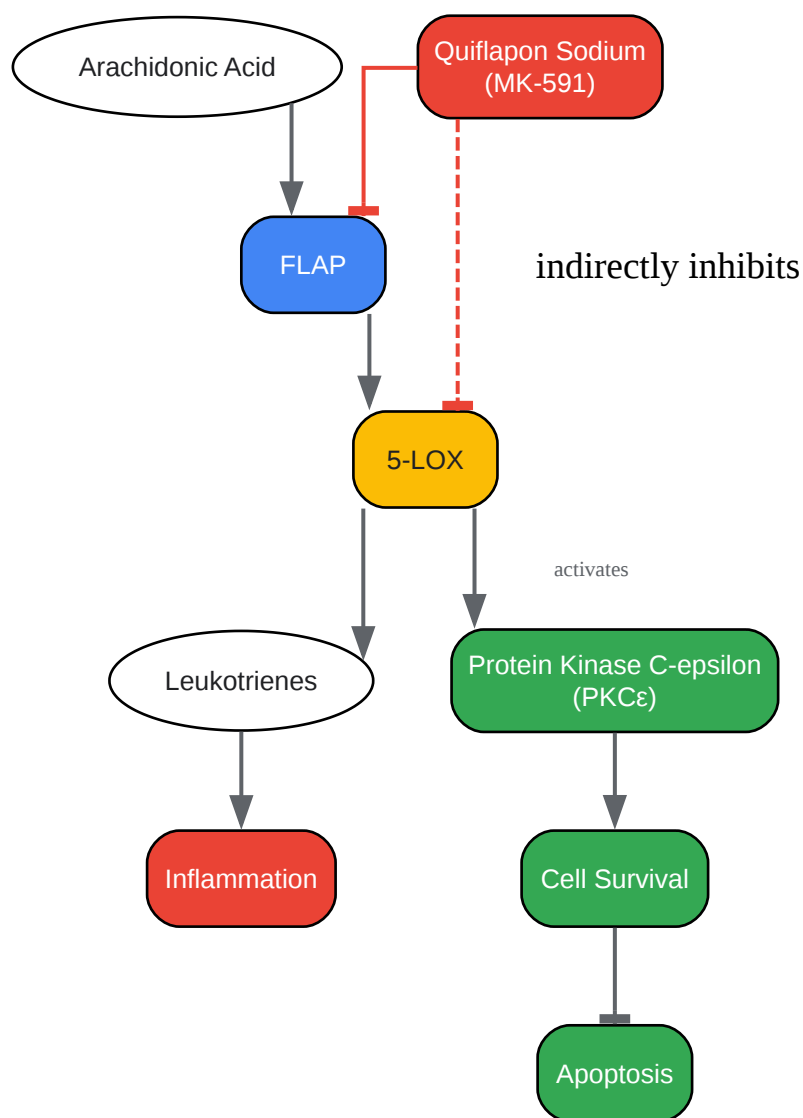 Arachidonic Acid
Quiflapon Sodium
(MK-591)
FLAP
indirectly inhibits
5-LOX
activates
Leukotrienes
Protein Kinase C-epsilon
(PKCε)
Inflammation
Cell Survival
Apoptosis